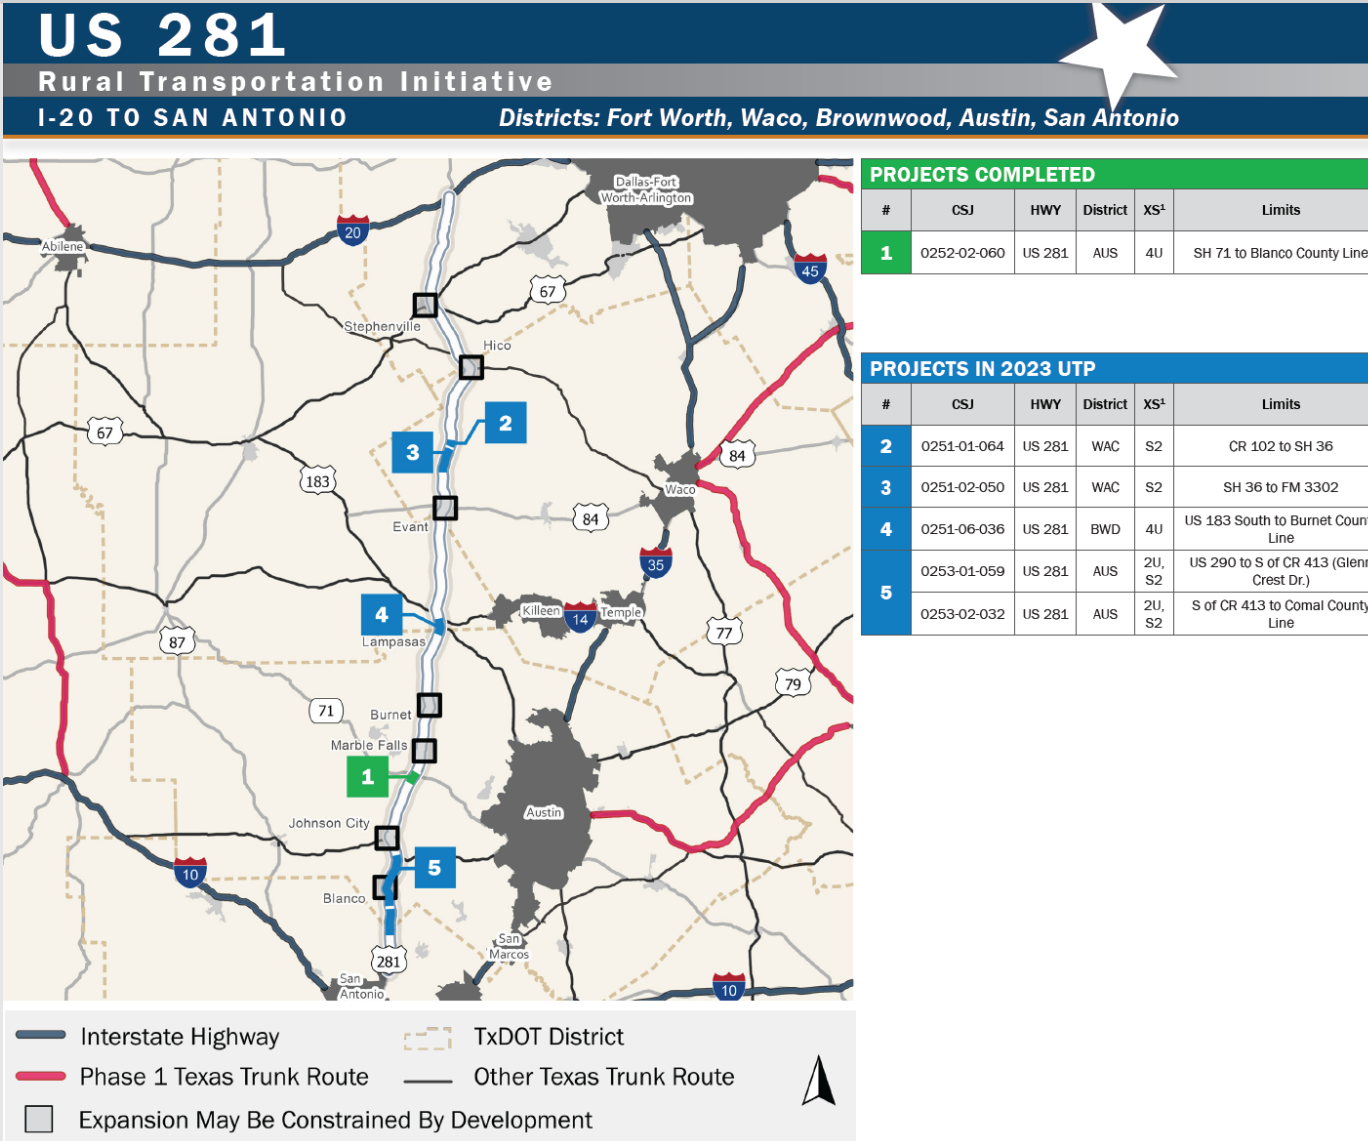 US 281
Rural Transportation Initiative
I-20 TO SAN ANTONIO
Districts: Fort Worth, Waco, Brownwood, Austin, San Antonio
Dallas-Fort
Worth-Arlington
Abilene
20
45
67
Stephenville
Hico
2
3
67
84
183
Waco
Evant
84
35
4
Killeen
14
Temple
Lampasas
87
77
79
71
Burnet
Marble Falls
1
Austin
Johnson City
10
5
Blanco
281
San
Marcos
San
Antonio
10
Interstate Highway
TxDOT District
Phase 1 Texas Trunk Route
Other Texas Trunk Route
Expansion May Be Constrained By Development
PROJECTS COMPLETED
# CSJ HWY District XS¹ Limits
1 0252-02-060 US 281 AUS 4U SH 71 to Blanco County Line
PROJECTS IN 2023 UTP
# CSJ HWY District XS¹ Limits
2 0251-01-064 US 281 WAC S2 CR 102 to SH 36
3 0251-02-050 US 281 WAC S2 SH 36 to FM 3302
4 0251-06-036 US 281 BWD 4U US 183 South to Burnet Coun
Line
5 0253-01-059 US 281 AUS 2U, S2 US 290 to S of CR 413 (Glenn
Crest Dr.)
0253-02-032 US 281 AUS 2U, S2 S of CR 413 to Comal County
Line